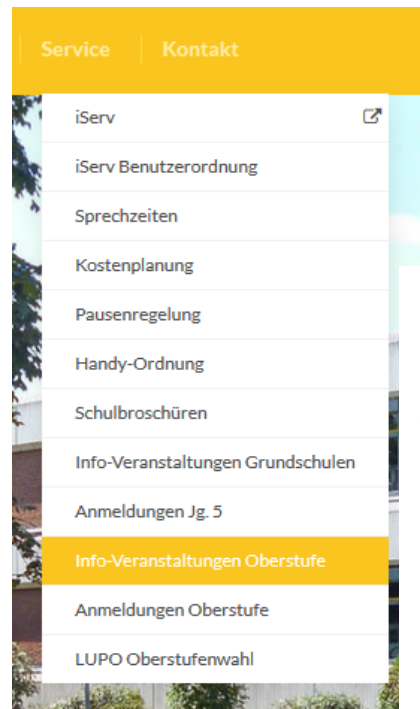 Service Kontakt
iServ
iServ Benutzerordnung
Sprechzeiten
Kostenplanung
Pausenregelung
Handy-Ordnung
Schulbroschüren
Info-Veranstaltungen Grundschulen
Anmeldungen Jg. 5
Info-Veranstaltungen Oberstufe
Anmeldungen Oberstufe
LUPO Oberstufenwahl